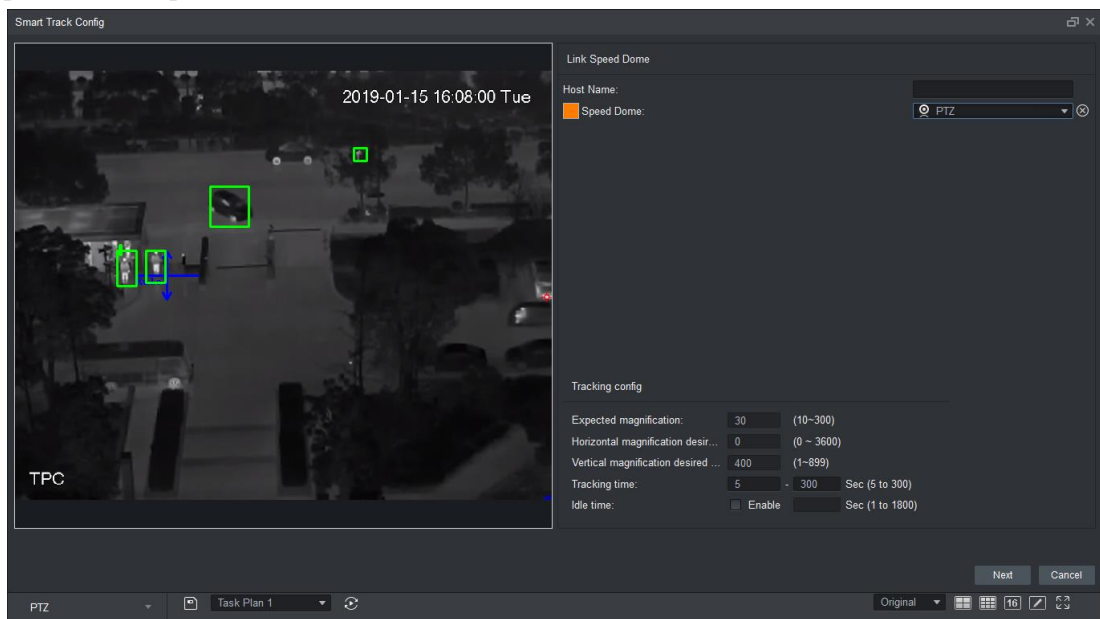 Smart Track Config
2019-01-15 16:08:00 Tue
TPC
Link Speed Dome
Host Name:
Speed Dome: PTZ
Tracking config
Expected magnification: 30 (10~300)
Horizontal magnification desir... 0 (0 ~ 3600)
Vertical magnification desired ... 400 (1~899)
Tracking time: 5 - 300 Sec (5 to 300)
Idle time: Enable Sec (1 to 1800)
Next Cancel
PTZ Task Plan 1 Original 16